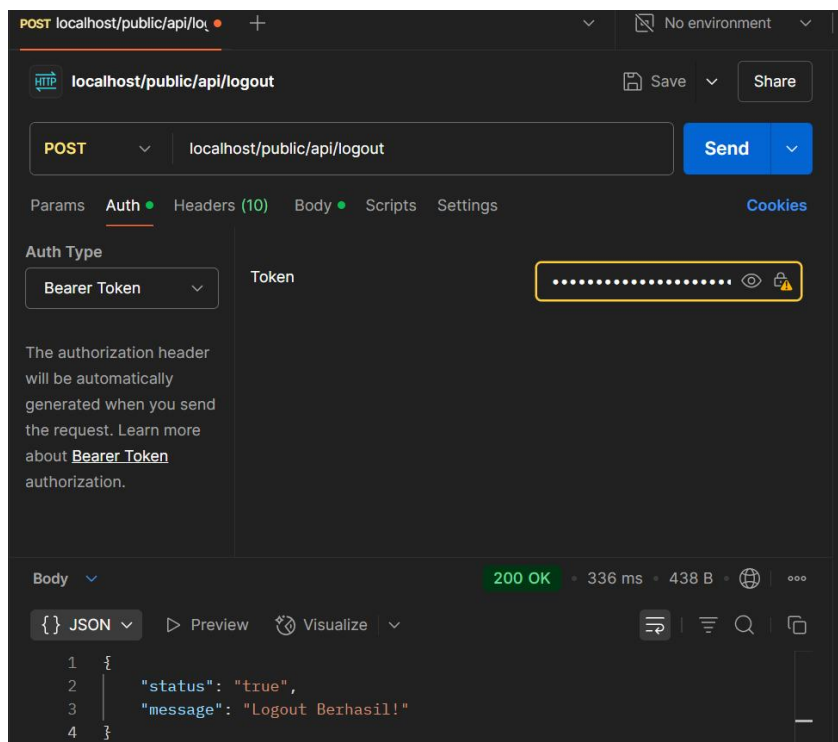 POST localhost/public/api/lo
No environment
HTTP localhost/public/api/logout
Save
Share
POST
localhost/public/api/logout
Send
Params Auth Headers (10) Body Scripts Settings
Cookies
Auth Type
Bearer Token
Token
••••••••••••••••••••••
The authorization header
will be automatically
generated when you send
the request. Learn more
about Bearer Token
authorization.
Body
200 OK • 336 ms • 438 B
{} JSON
Preview
Visualize
1 {
2 "status": "true",
3 "message": "Logout Berhasil!"
4 }